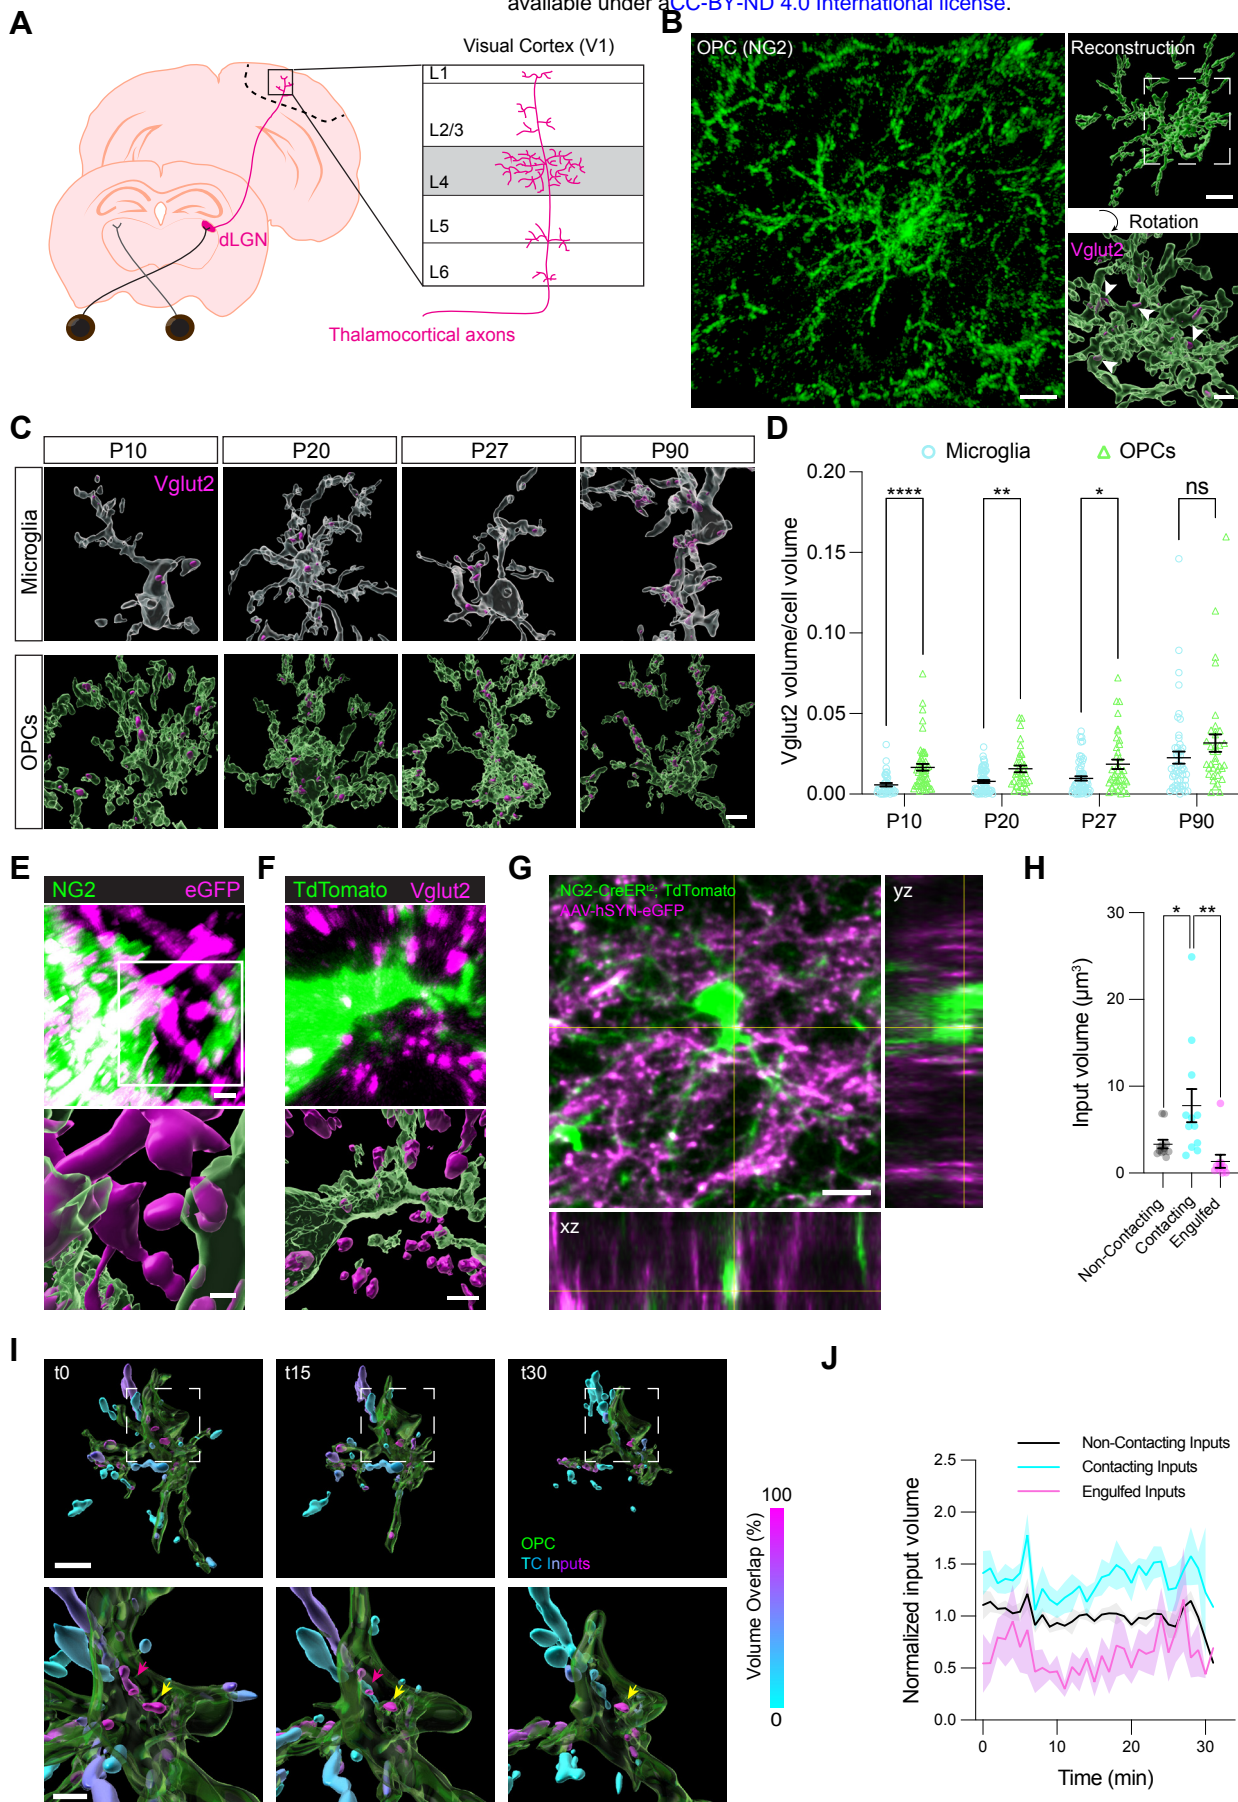 available under aCC-BY-ND 4.0 International license.
A
Visual Cortex (V1)
L1
L2/3
L4
L5
L6
dLGN
Thalamocortical axons
B
OPC (NG2)
Reconstruction
Rotation
Vglut2
C
P10
P20
P27
P90
Microglia
Vglut2
OPCs
D
Microglia
OPCs
Vglut2 volume/cell volume
0.20
0.15
0.10
0.05
0.00
****
**
*
ns
P10
P20
P27
P90
E
NG2
eGFP
F
TdTomato
Vglut2
G
NG2-CreERt2; TdTomato
AAV-hSYN-eGFP
yz
xz
H
Input volume (µm³)
30
20
10
0
*
**
Non-Contacting
Contacting
Engulfed
I
t0
t15
t30
OPC
TC Inputs
100
Volume Overlap (%)
0
J
Normalized input volume
2.5
2.0
1.5
1.0
0.5
0.0
Non-Contacting Inputs
Contacting Inputs
Engulfed Inputs
0
10
20
30
Time (min)